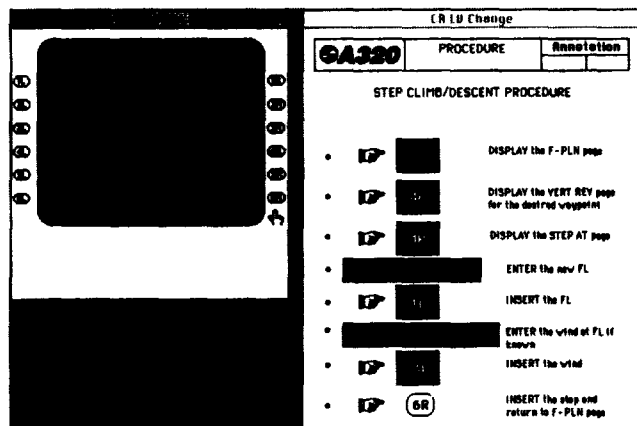 CR LV Change
A320
PROCEDURE
Annotation
STEP CLIMB/DESCENT PROCEDURE
DISPLAY the F-PLN page
DISPLAY the VERT REV page
for the desired waypoint
DISPLAY the STEP AT page
ENTER the new FL
INSERT the FL
ENTER the wind at FL if
known
INSERT the wind
6R
INSERT the step and
return to F-PLN page